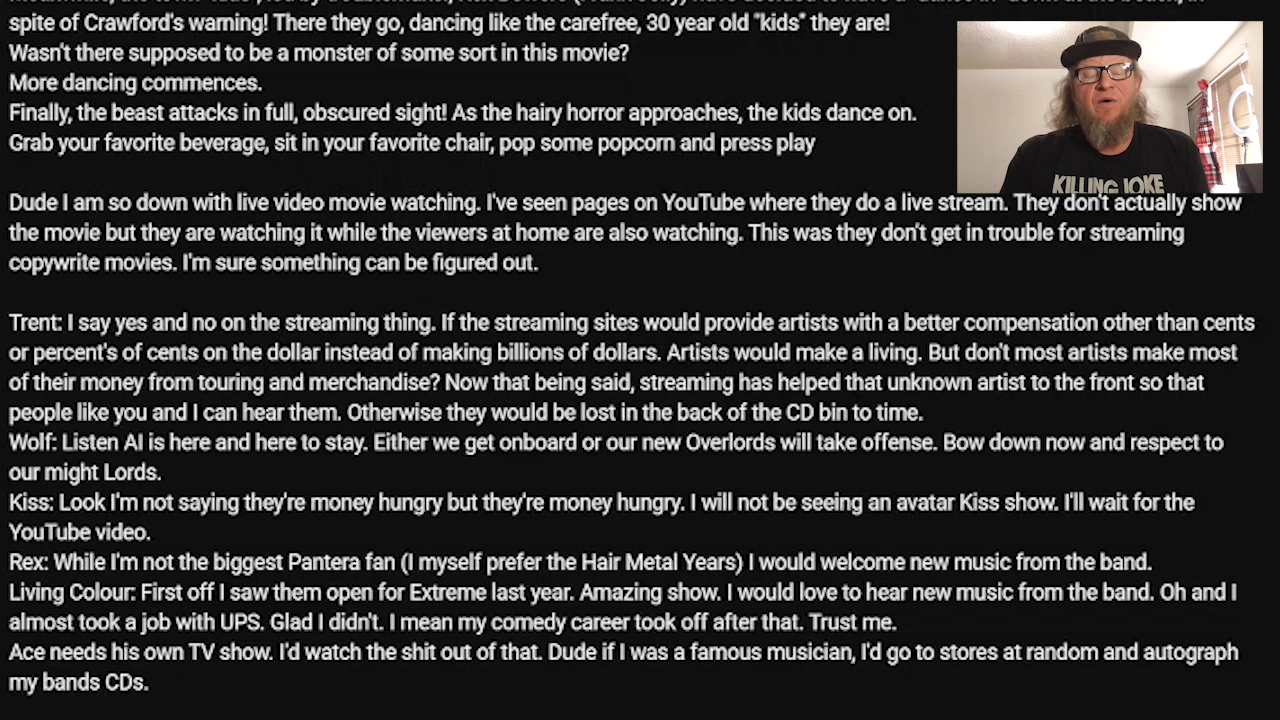 spite of Crawford's warning! There they go, dancing like the carefree, 30 year old "kids" they are!
Wasn't there supposed to be a monster of some sort in this movie?
More dancing commences.
Finally, the beast attacks in full, obscured sight! As the hairy horror approaches, the kids dance on.
Grab your favorite beverage, sit in your favorite chair, pop some popcorn and press play
KILLING JOKE
Dude I am so down with live video movie watching. I've seen pages on YouTube where they do a live stream. They don't actually show
the movie but they are watching it while the viewers at home are also watching. This was they don't get in trouble for streaming
copywrite movies. I'm sure something can be figured out.
Trent: I say yes and no on the streaming thing. If the streaming sites would provide artists with a better compensation other than cents
or percent's of cents on the dollar instead of making billions of dollars. Artists would make a living. But don't most artists make most
of their money from touring and merchandise? Now that being said, streaming has helped that unknown artist to the front so that
people like you and I can hear them. Otherwise they would be lost in the back of the CD bin to time.
Wolf: Listen AI is here and here to stay. Either we get onboard or our new Overlords will take offense. Bow down now and respect to
our might Lords.
Kiss: Look I'm not saying they're money hungry but they're money hungry. I will not be seeing an avatar Kiss show. I'll wait for the
YouTube video.
Rex: While I'm not the biggest Pantera fan (I myself prefer the Hair Metal Years) I would welcome new music from the band.
Living Colour: First off I saw them open for Extreme last year. Amazing show. I would love to hear new music from the band. Oh and I
almost took a job with UPS. Glad I didn't. I mean my comedy career took off after that. Trust me.
Ace needs his own TV show. I'd watch the shit out of that. Dude if I was a famous musician, I'd go to stores at random and autograph
my bands CDs.